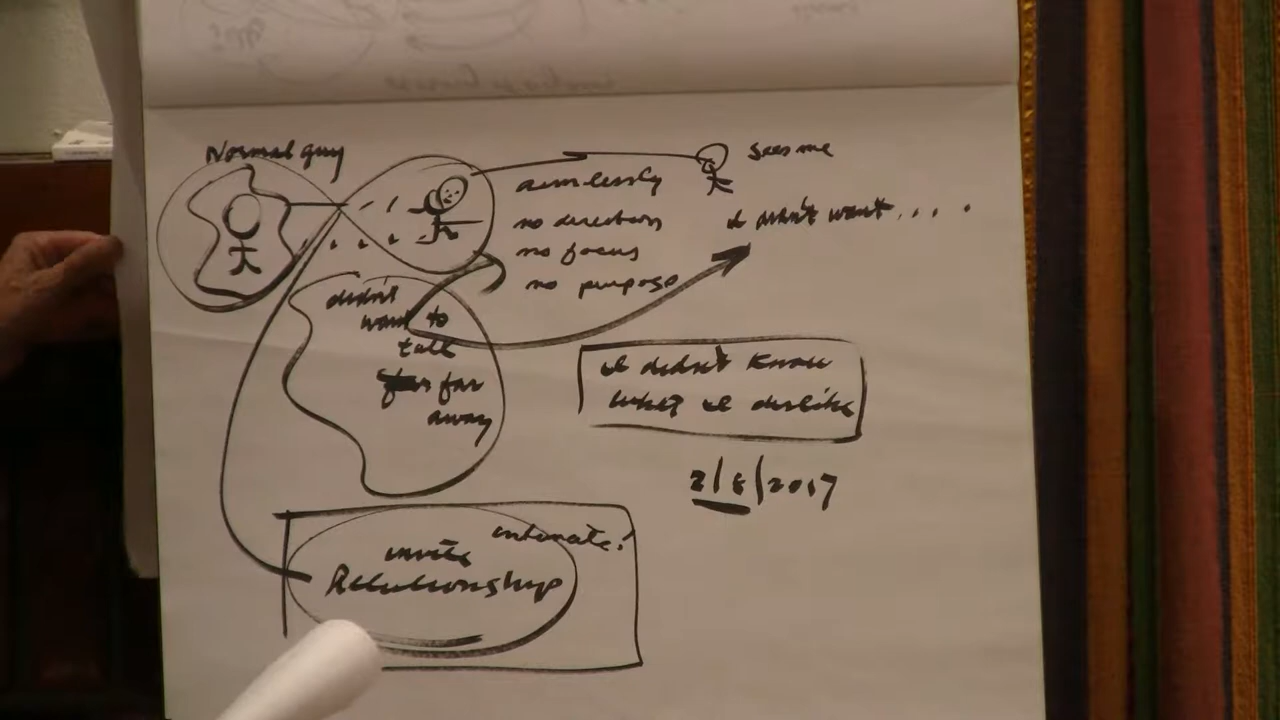 Normal guy
sees me
aimlessly
no direction
no focus
no purpose
I didn't want....
didn't
want to
talk
far
away
I didn't know
what I dislike
2/8/2017
intimate!
invite
Relationship